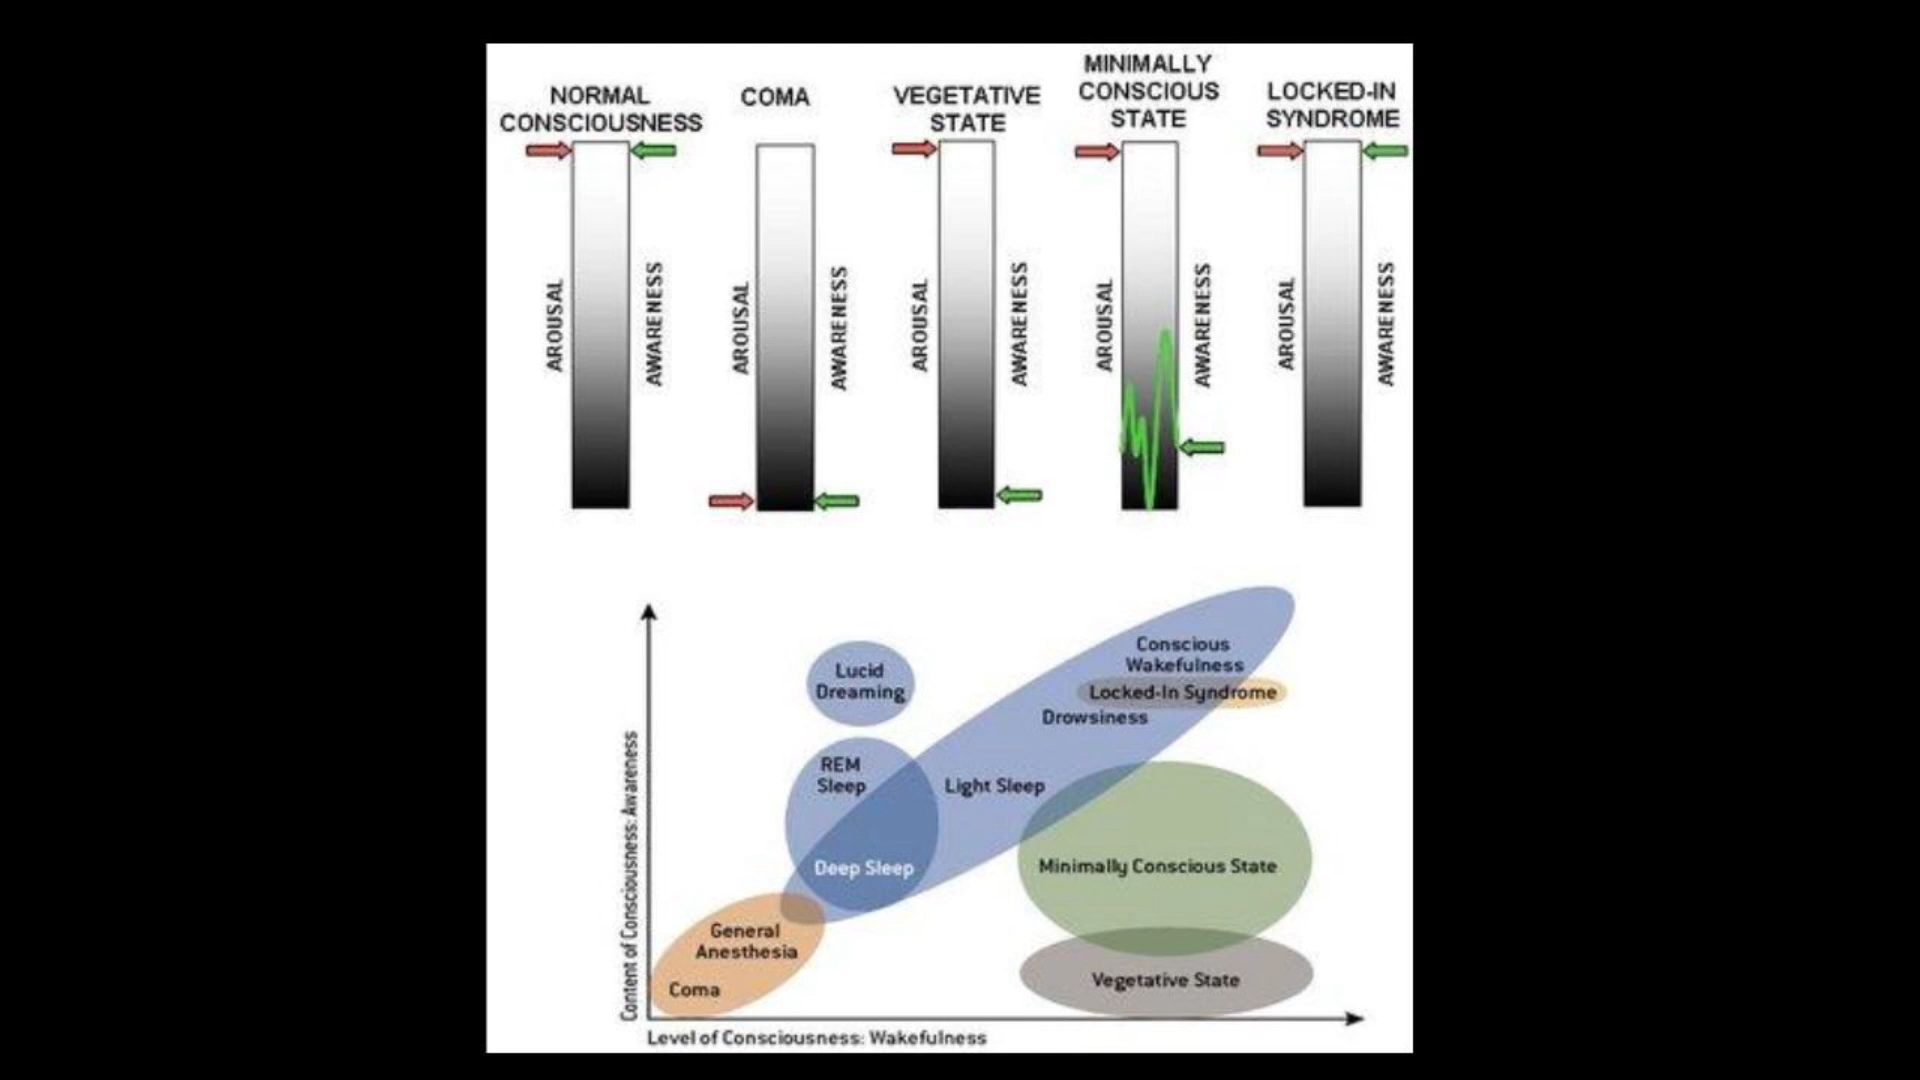 NORMAL
CONSCIOUSNESS
COMA
VEGETATIVE
STATE
MINIMALLY
CONSCIOUS
STATE
LOCKED-IN
SYNDROME
AROUSAL
AWARENESS
AROUSAL
AWARENESS
AROUSAL
AWARENESS
AROUSAL
AWARENESS
AROUSAL
AWARENESS
Content of Consciousness: Awareness
Lucid
Dreaming
Conscious
Wakefulness
Locked-In Syndrome
Drowsiness
REM
Sleep
Light Sleep
Deep Sleep
Minimally Conscious State
General
Anesthesia
Coma
Vegetative State
Level of Consciousness: Wakefulness